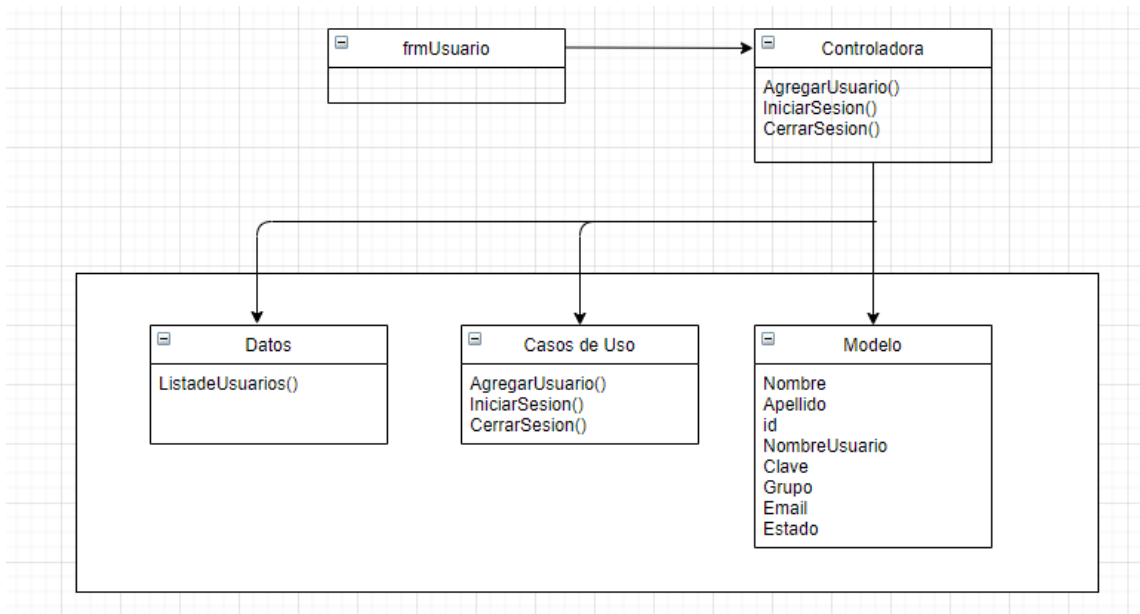 frmUsuario
Controladora
AgregarUsuario()
IniciarSesion()
CerrarSesion()
Datos
ListadeUsuarios()
Casos de Uso
AgregarUsuario()
IniciarSesion()
CerrarSesion()
Modelo
Nombre
Apellido
id
NombreUsuario
Clave
Grupo
Email
Estado